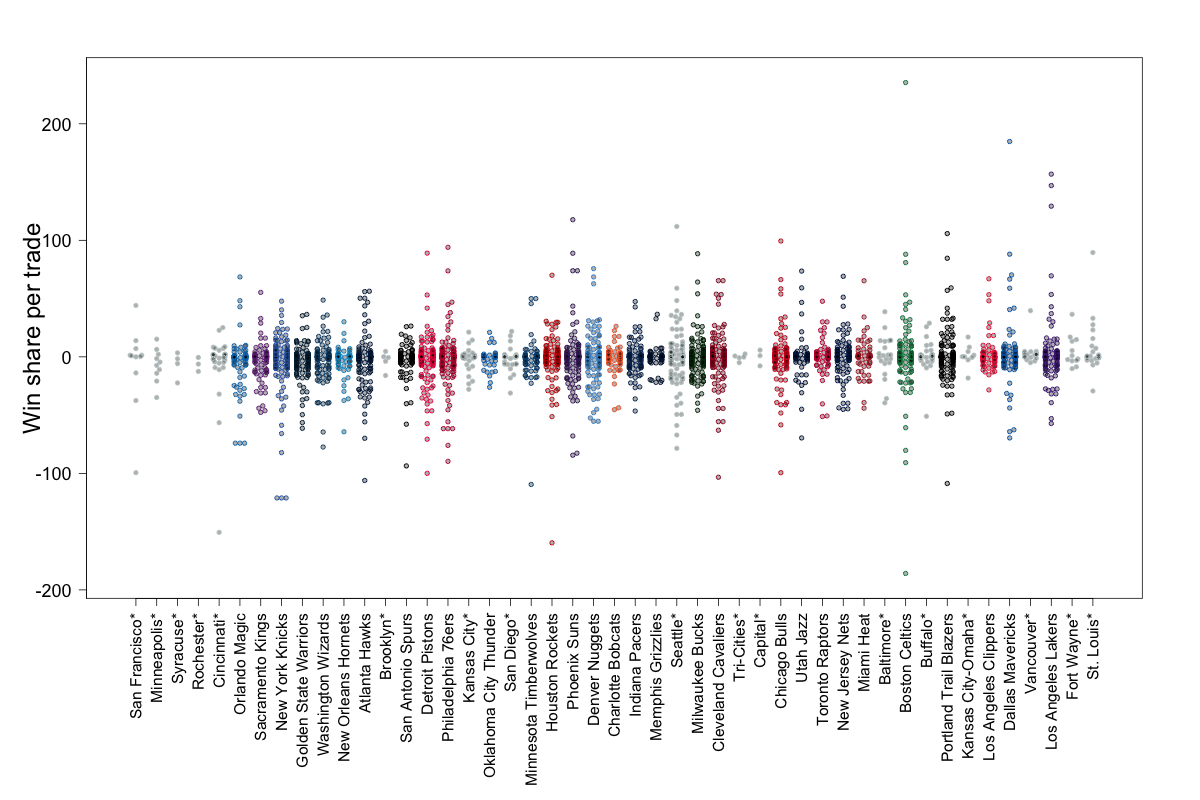 Win share per trade
200
100
0
-100
-200
San Francisco*
Minneapolis*
Syracuse*
Rochester*
Cincinnati*
Orlando Magic
Sacramento Kings
New York Knicks
Golden State Warriors
Washington Wizards
New Orleans Hornets
Atlanta Hawks
Brooklyn*
San Antonio Spurs
Detroit Pistons
Philadelphia 76ers
Kansas City*
Oklahoma City Thunder
San Diego*
Minnesota Timberwolves
Houston Rockets
Phoenix Suns
Denver Nuggets
Charlotte Bobcats
Indiana Pacers
Memphis Grizzlies
Seattle*
Milwaukee Bucks
Cleveland Cavaliers
Tri-Cities*
Capital*
Chicago Bulls
Utah Jazz
Toronto Raptors
New Jersey Nets
Miami Heat
Baltimore*
Boston Celtics
Buffalo*
Portland Trail Blazers
Kansas City-Omaha*
Los Angeles Clippers
Dallas Mavericks
Vancouver*
Los Angeles Lakers
Fort Wayne*
St. Louis*